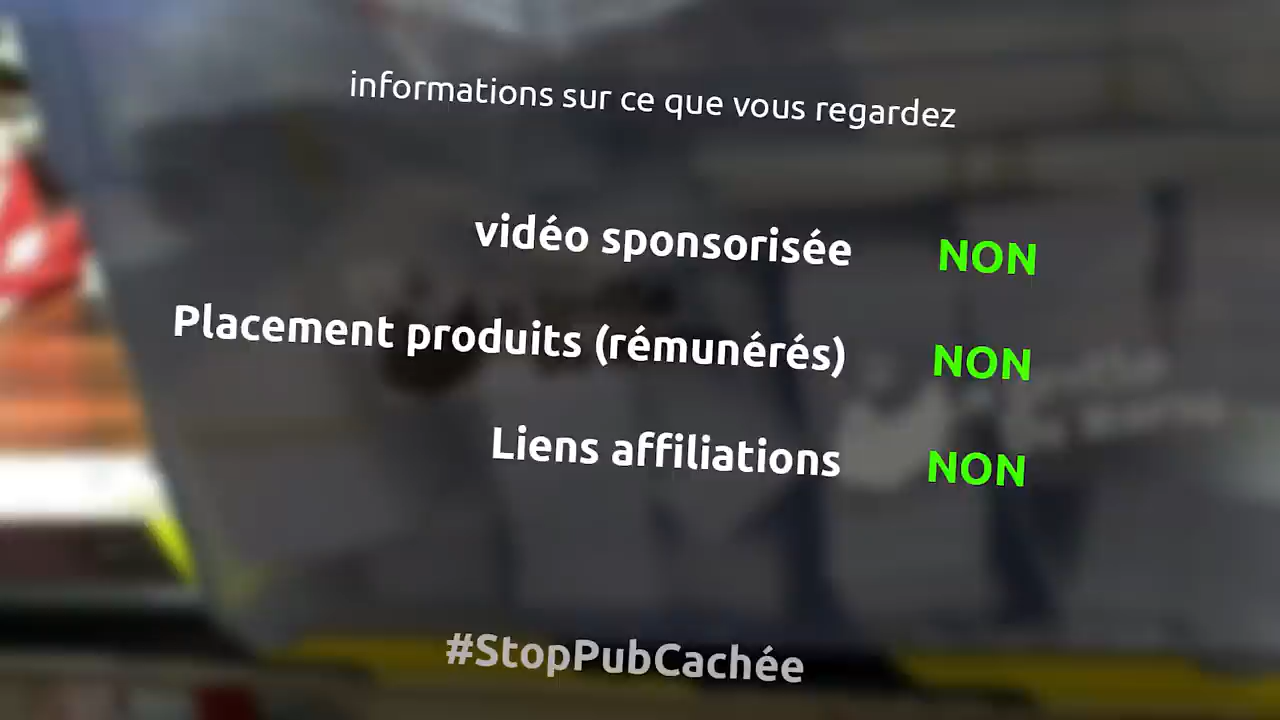 informations sur ce que vous regardez
vidéo sponsorisée NON
Placement produits (rémunérés) NON
Liens affiliations NON
#StopPubCachée